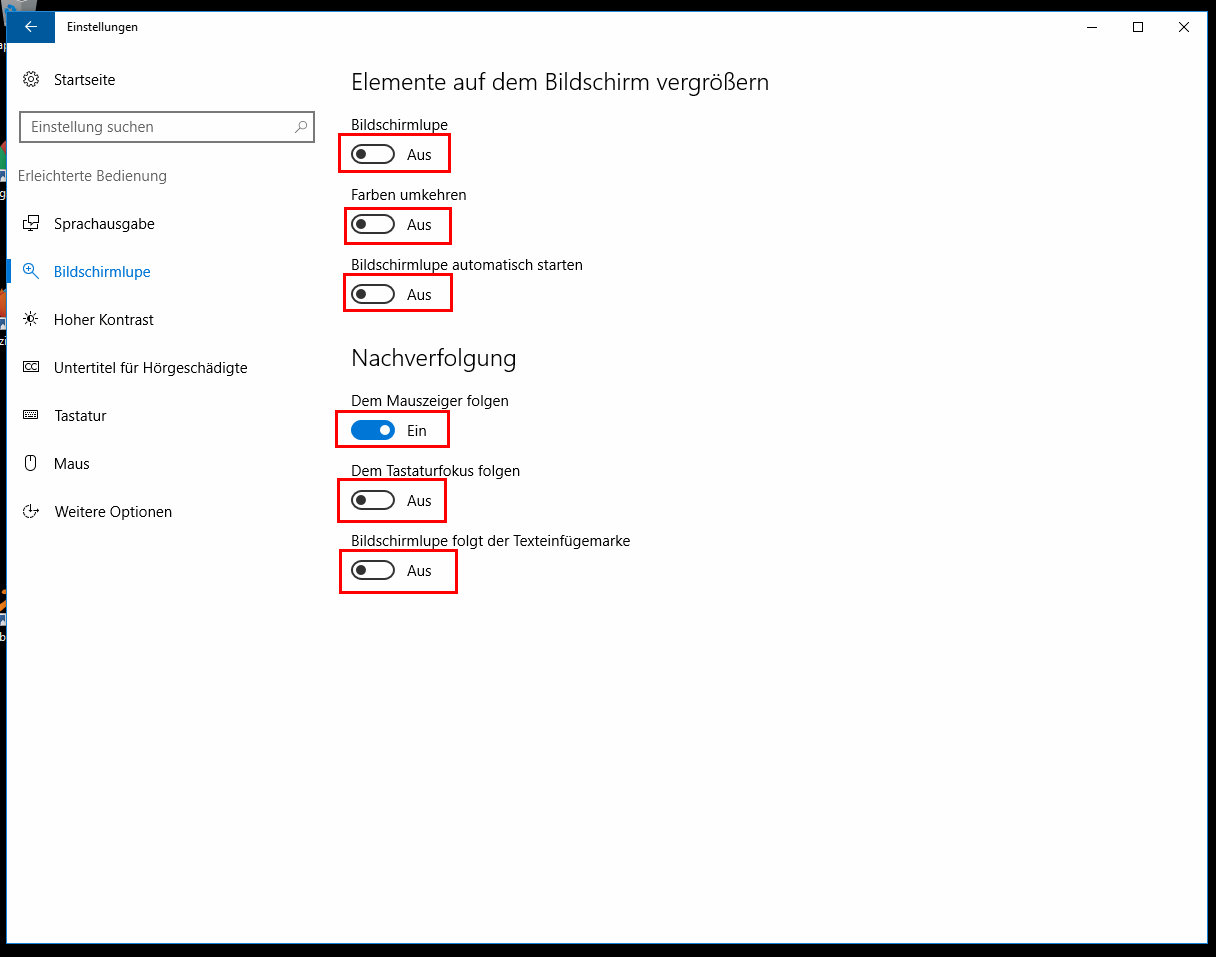 Einstellungen
Startseite
Einstellung suchen
Erleichterte Bedienung
Sprachausgabe
Bildschirmlupe
Hoher Kontrast
CC
Untertitel für Hörgeschädigte
Tastatur
Maus
Weitere Optionen
Elemente auf dem Bildschirm vergrößern
Bildschirmlupe
Aus
Farben umkehren
Aus
Bildschirmlupe automatisch starten
Aus
Nachverfolgung
Dem Mauszeiger folgen
Ein
Dem Tastaturfokus folgen
Aus
Bildschirmlupe folgt der Texteinfügemarke
Aus